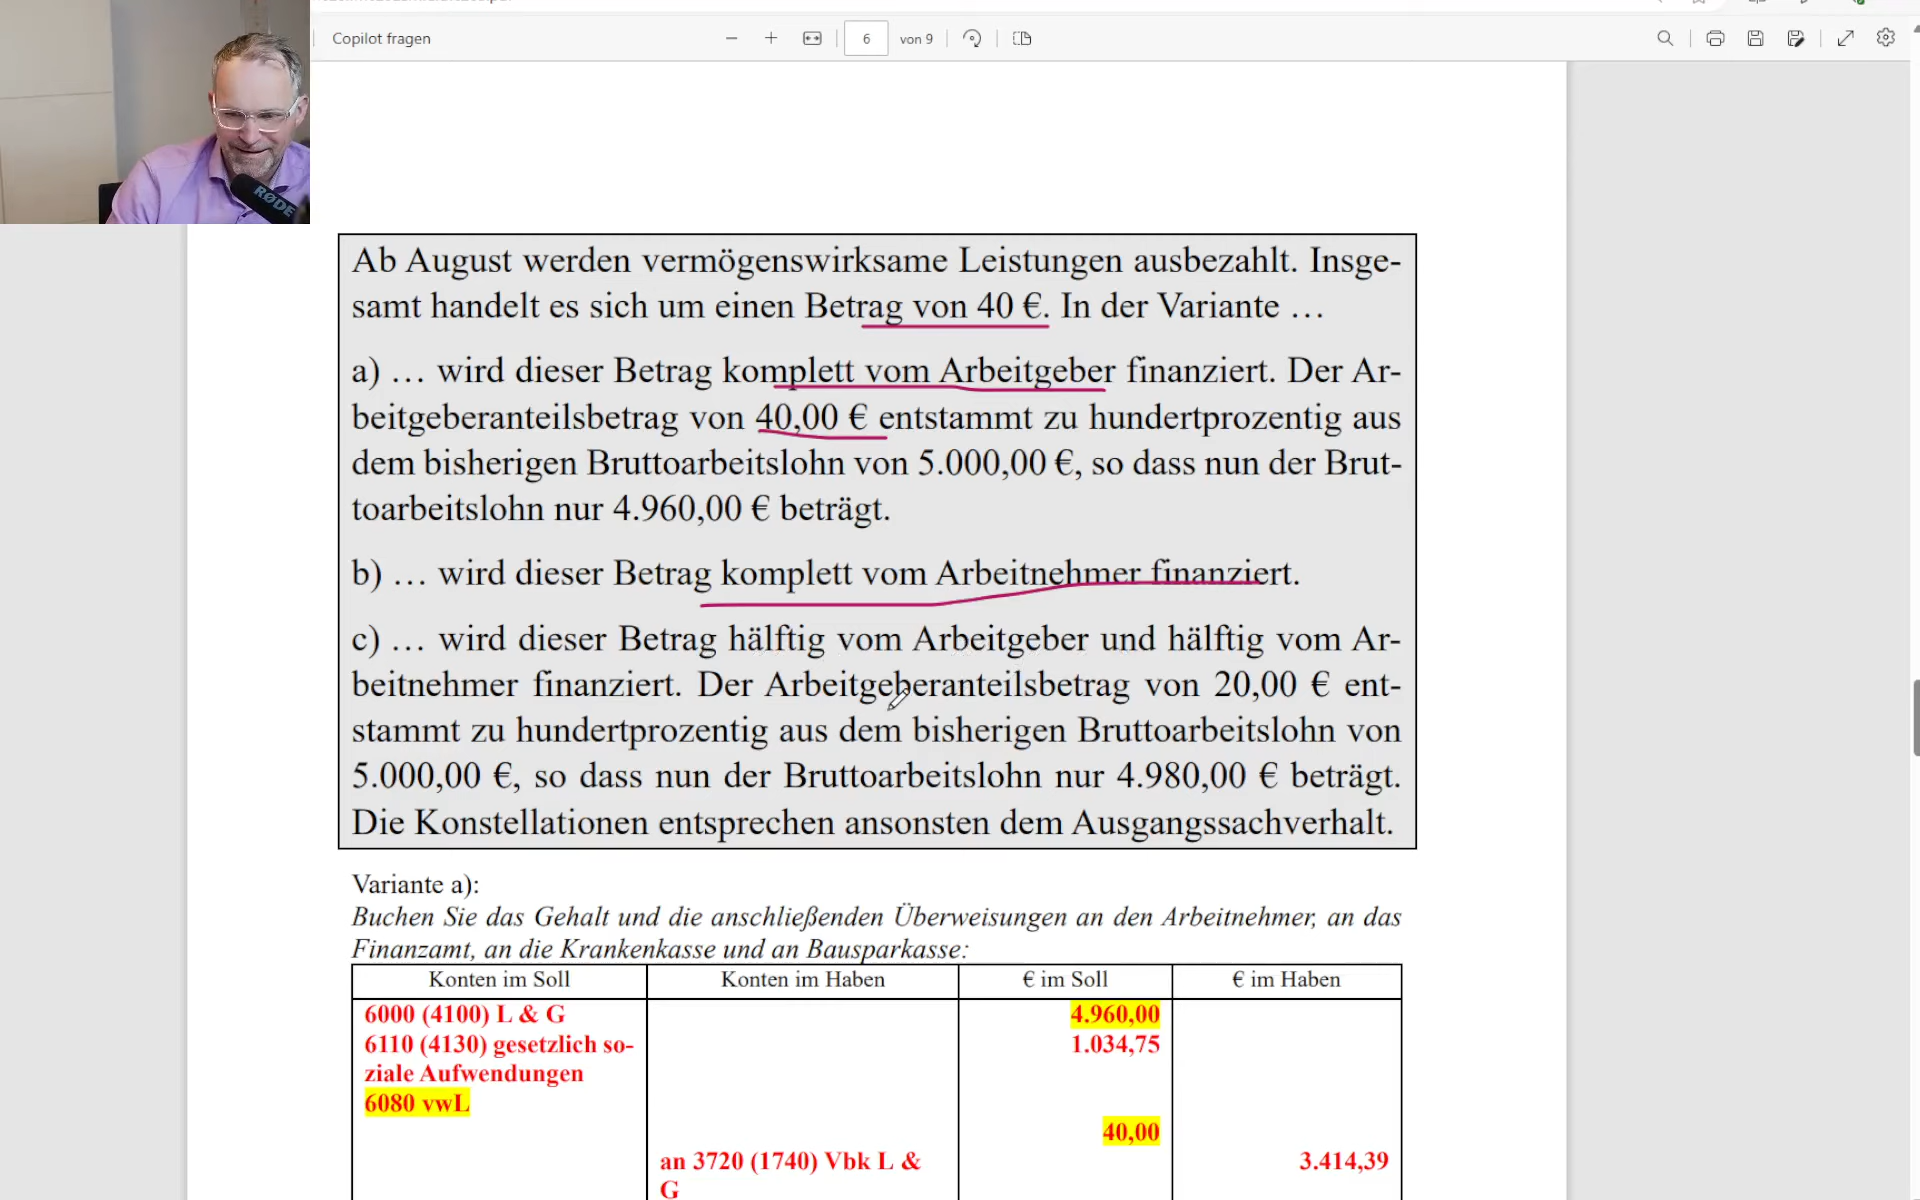 Copilot fragen
6
von 9
RØDE
Ab August werden vermögenswirksame Leistungen ausbezahlt. Insge-
samt handelt es sich um einen Betrag von 40 €. In der Variante …
a) … wird dieser Betrag komplett vom Arbeitgeber finanziert. Der Ar-
beitgeberanteilsbetrag von 40,00 € entstammt zu hundertprozentig aus
dem bisherigen Bruttoarbeitslohn von 5.000,00 €, so dass nun der Brut-
toarbeitslohn nur 4.960,00 € beträgt.
b) … wird dieser Betrag komplett vom Arbeitnehmer finanziert.
c) … wird dieser Betrag hälftig vom Arbeitgeber und hälftig vom Ar-
beitnehmer finanziert. Der Arbeitgeberanteilsbetrag von 20,00 € ent-
stammt zu hundertprozentig aus dem bisherigen Bruttoarbeitslohn von
5.000,00 €, so dass nun der Bruttoarbeitslohn nur 4.980,00 € beträgt.
Die Konstellationen entsprechen ansonsten dem Ausgangssachverhalt.
Variante a):
Buchen Sie das Gehalt und die anschließenden Überweisungen an den Arbeitnehmer, an das
Finanzamt, an die Krankenkasse und an Bausparkasse:
Konten im Soll Konten im Haben € im Soll € im Haben
6000 (4100) L & G 4.960,00
6110 (4130) gesetzlich so- 1.034,75
ziale Aufwendungen
6080 vwL
40,00
an 3720 (1740) Vbk L & 3.414,39
G